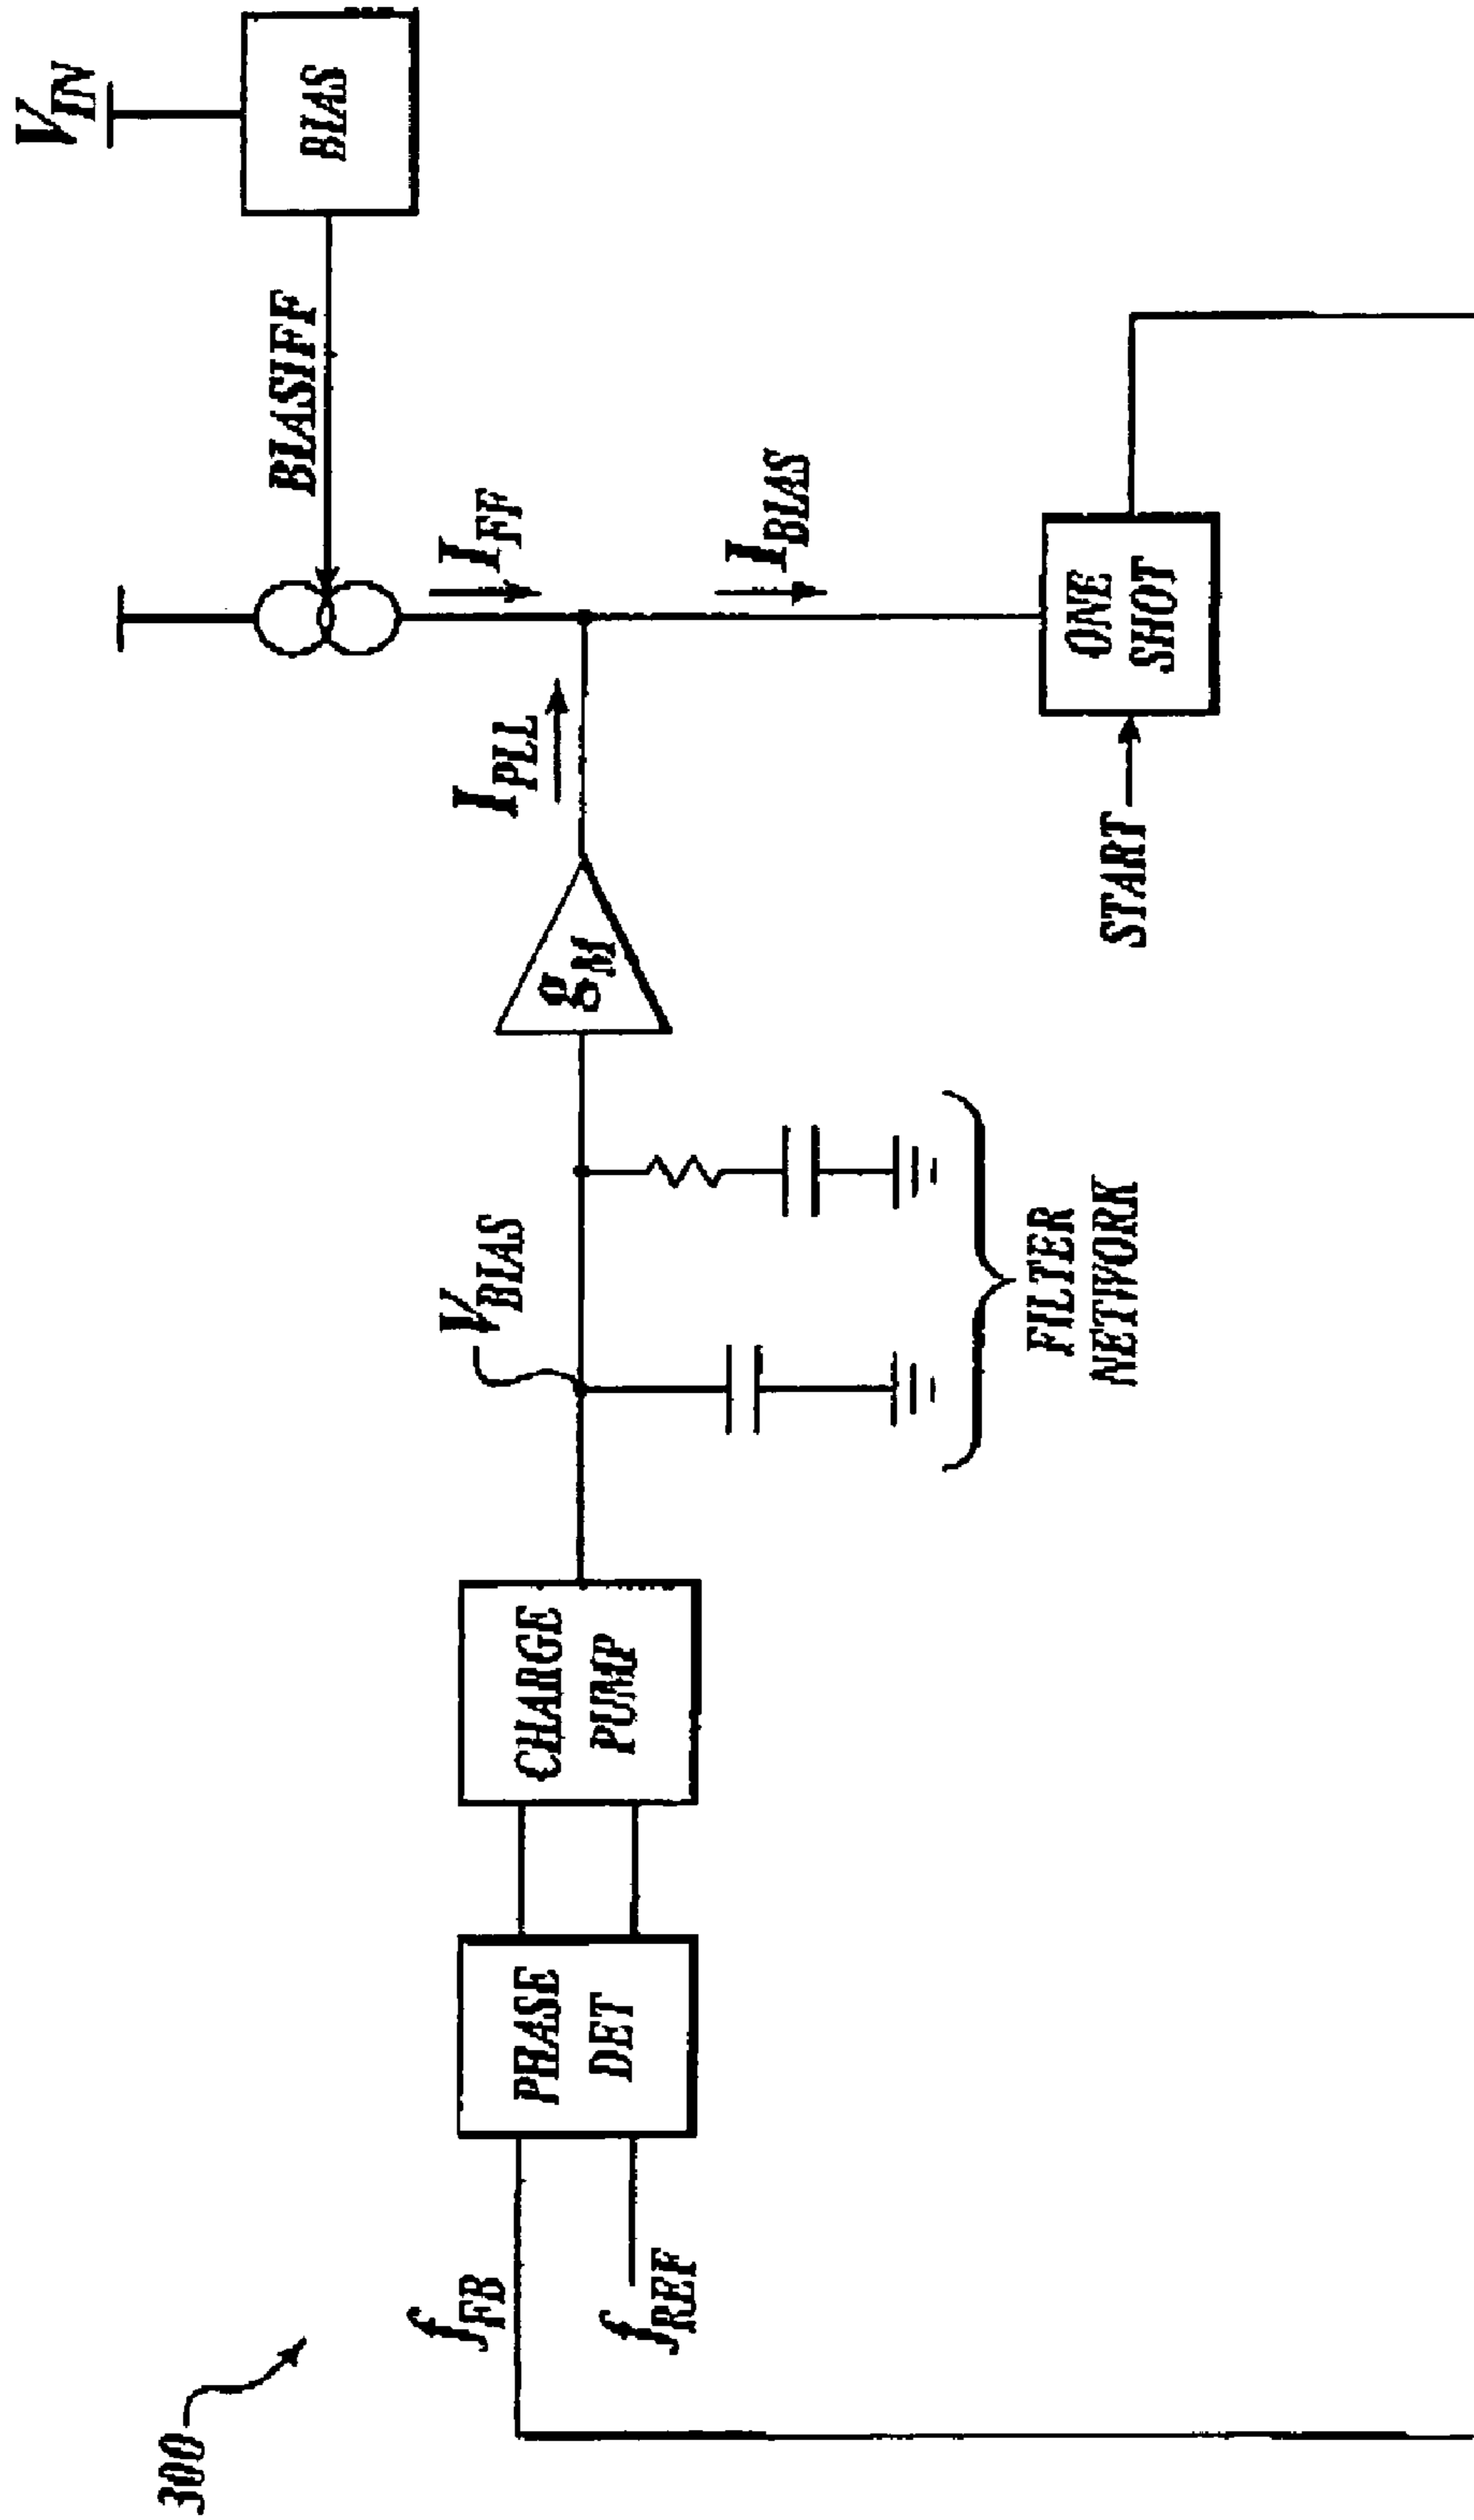 300
V_IN
BIAS
BIASIFF
I_FF
I_PLL
I_BIAS
V_BIAS
g_M
f_CP
f_REF
PHASE
DET
CHARGE
PUMP
FILTER
NETWORK
START
ONE
SHOT